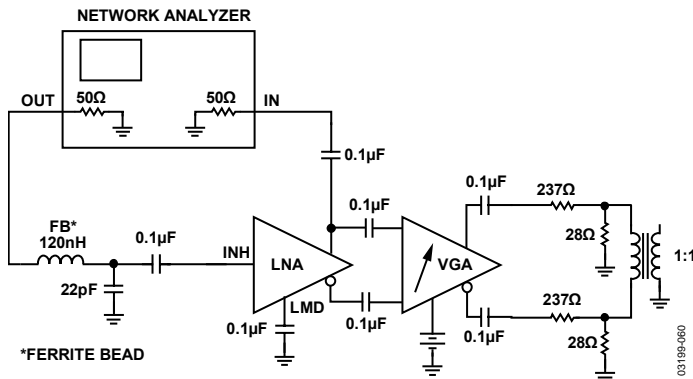 NETWORK ANALYZER
OUT
50Ω
50Ω
IN
0.1µF
0.1µF
0.1µF
237Ω
FB*
120nH
0.1µF
28Ω
1:1
INH
LNA
VGA
22pF
LMD
0.1µF
0.1µF
0.1µF
237Ω
28Ω
*FERRITE BEAD
03199-060